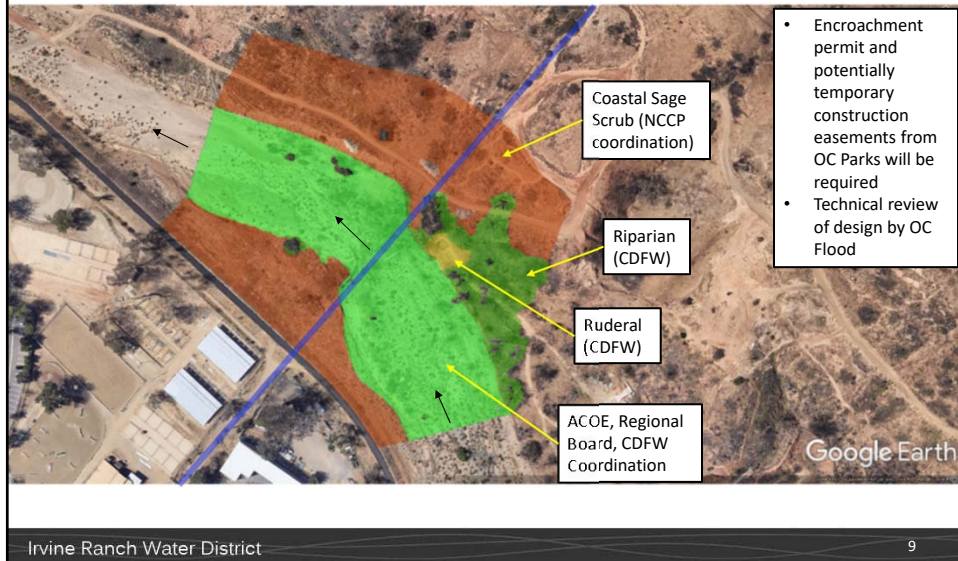 Coastal Sage
Scrub (NCCP
coordination)
Riparian
(CDFW)
Ruderal
(CDFW)
ACOE, Regional
Board, CDFW
Coordination
• Encroachment
permit and
potentially
temporary
construction
easements from
OC Parks will be
required
• Technical review
of design by OC
Flood
Google Earth
Irvine Ranch Water District
9